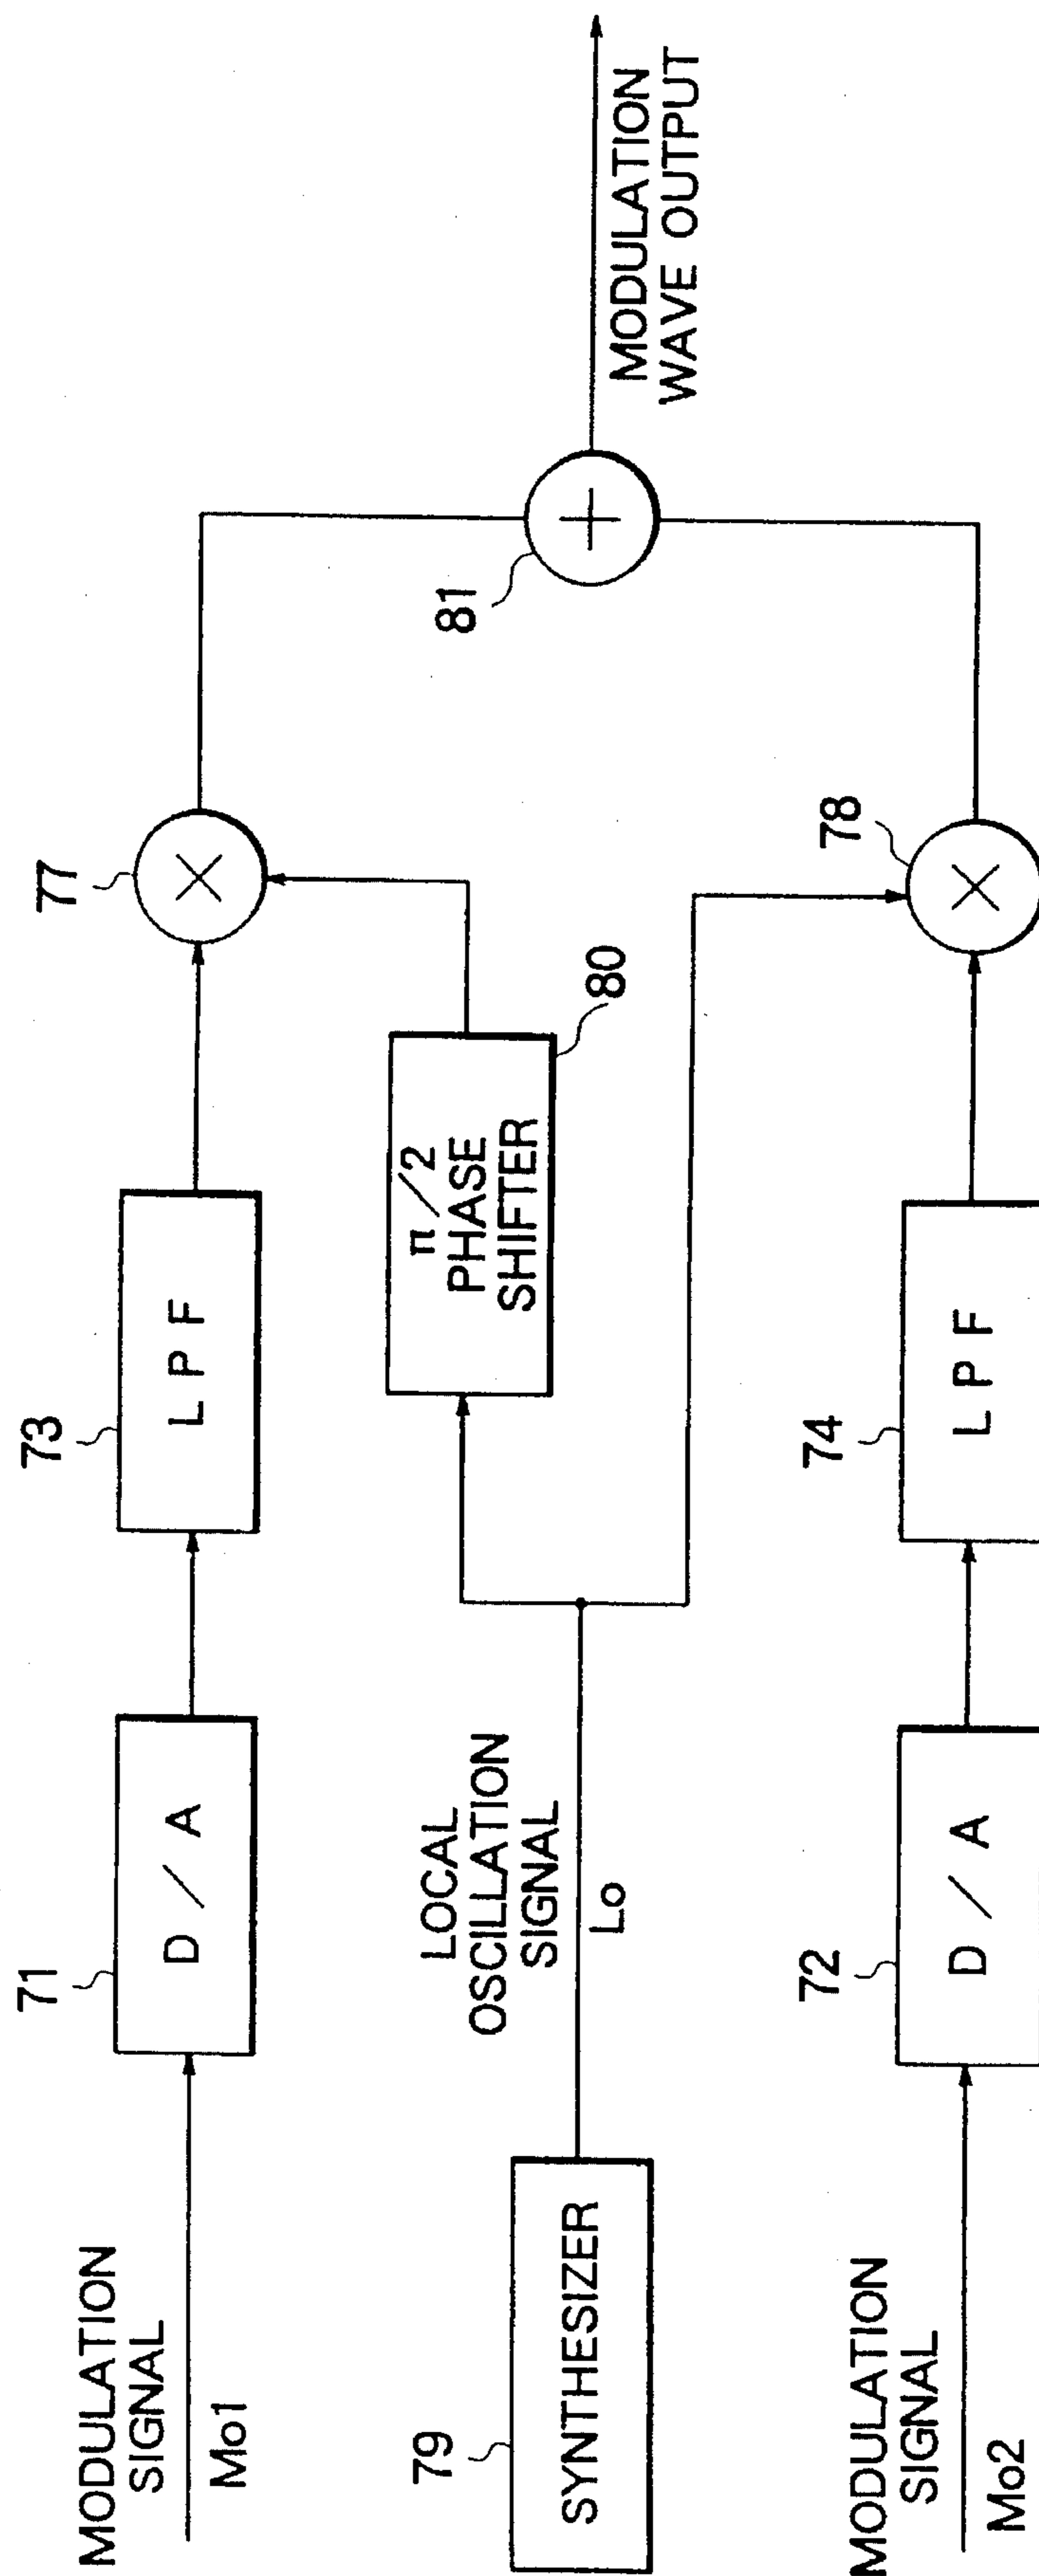 MODULATION
SIGNAL
Mo1
71
D / A
73
L P F
77
×
79
SYNTHESIZER
LOCAL
OSCILLATION
SIGNAL
Lo
π/2
PHASE
SHIFTER
80
81
+
MODULATION
WAVE OUTPUT
MODULATION
SIGNAL
Mo2
72
D / A
74
L P F
78
×